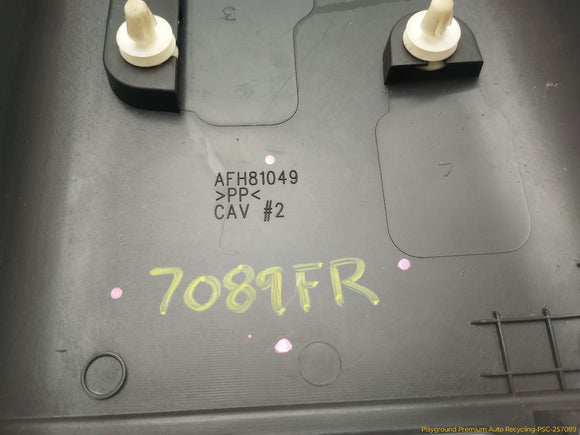 3
AFH81049
>PP<
CAV #2
7089FR
Playground Premium Auto Recycling-PSC-257089